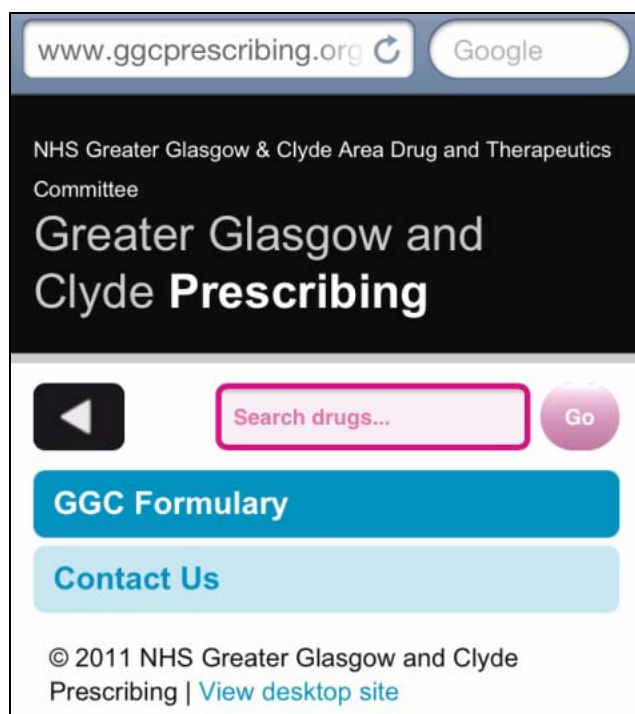 www.ggcprescribing.org
Google
NHS Greater Glasgow & Clyde Area Drug and Therapeutics
Committee
Greater Glasgow and
Clyde Prescribing
Search drugs...
Go
GGC Formulary
Contact Us
© 2011 NHS Greater Glasgow and Clyde
Prescribing | View desktop site